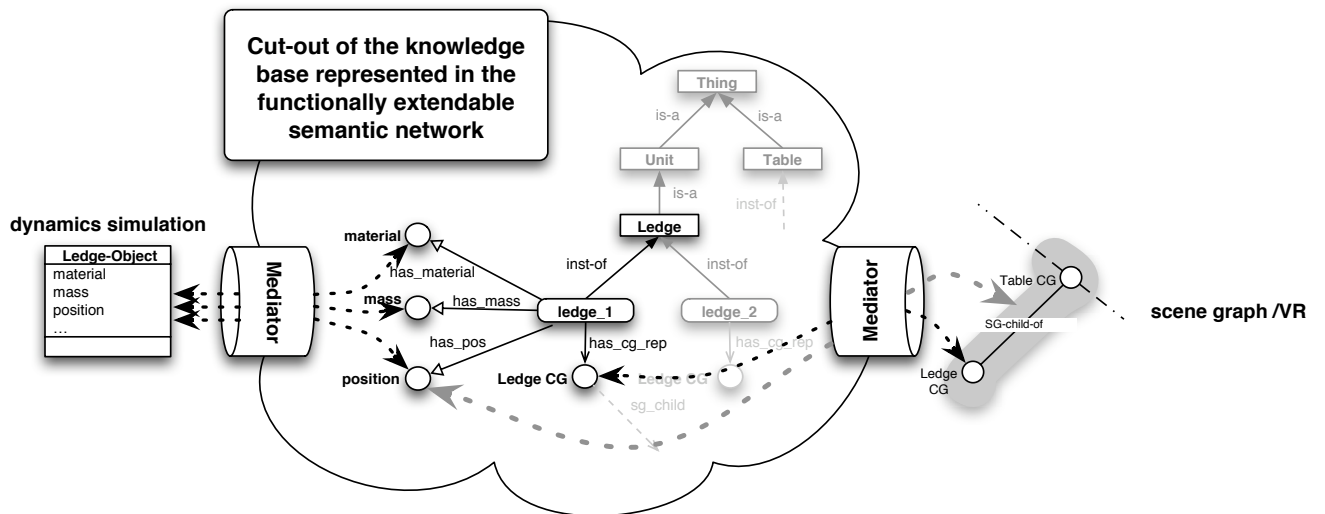 Cut-out of the knowledge
base represented in the
functionally extendable
semantic network
Thing
is-a
is-a
Unit
Table
is-a
inst-of
Ledge
dynamics simulation
Ledge-Object
material
mass
position
...
Mediator
material
has_material
mass
has_mass
has_pos
position
inst-of
inst-of
ledge_1
ledge_2
has_cg_rep
has_cg_rep
Ledge CG
Ledge CG
sg_child
Mediator
Table CG
SG-child-of
Ledge
CG
scene graph /VR